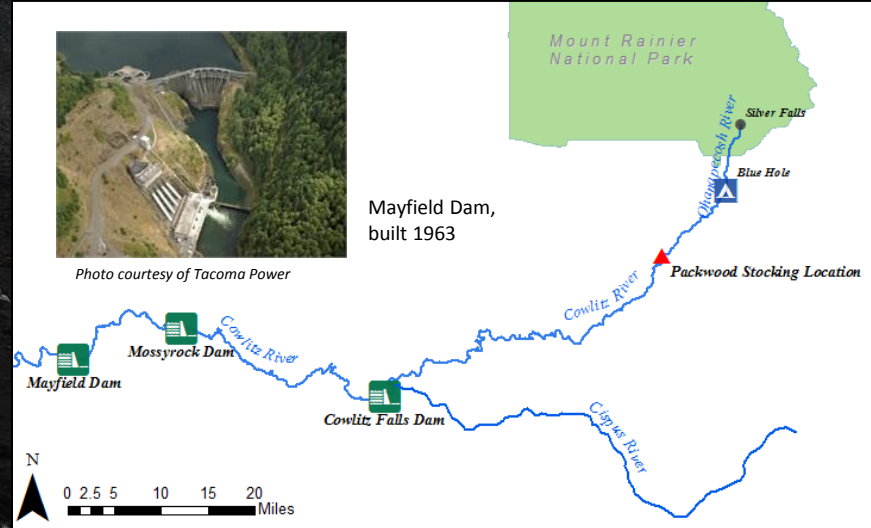 Mount Rainier
National Park
Silver Falls
Ohanapecosh River
Blue Hole
Mayfield Dam,
built 1963
Photo courtesy of Tacoma Power
Packwood Stocking Location
Cowlitz River
Cowlitz River
Mossyrock Dam
Mayfield Dam
Cowlitz Falls Dam
Cispus River
N
0 2.5 5 10 15 20
Miles